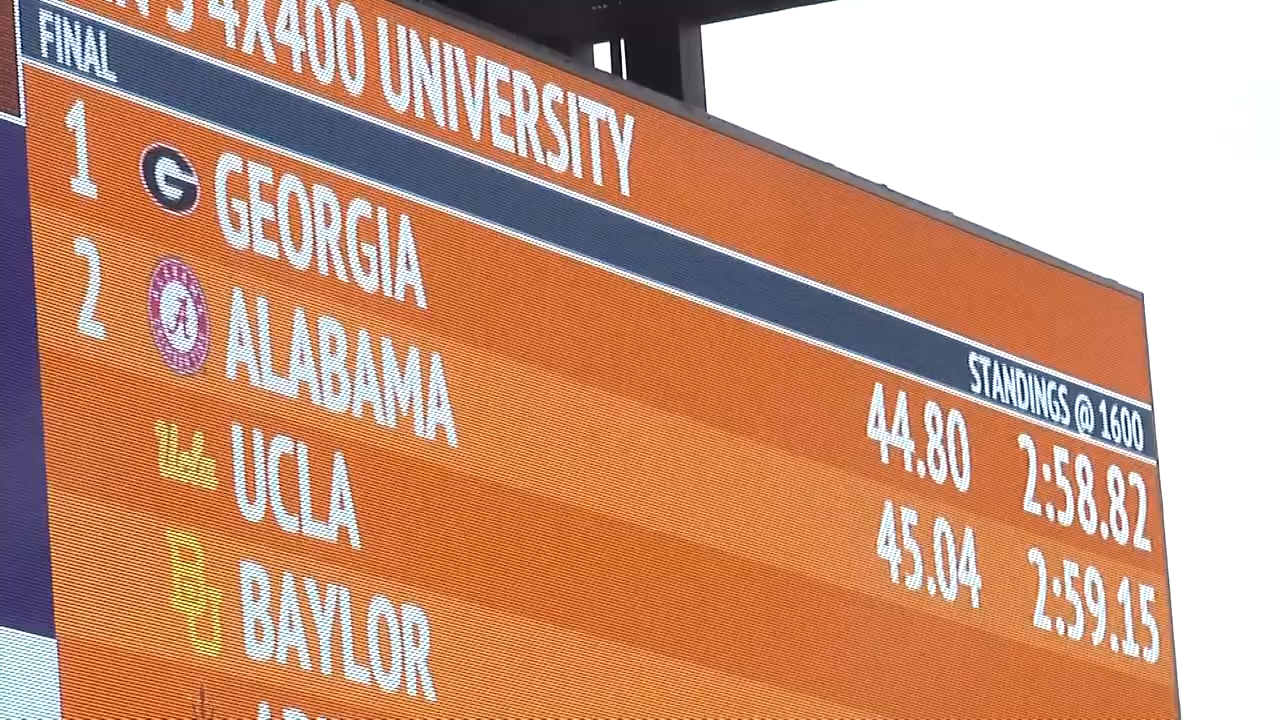 4X400 UNIVERSITY
FINAL
STANDINGS @ 1600
1 G GEORGIA 44.80 2:58.82
2 A ALABAMA 45.04 2:59.15
UCLA
BAYLOR